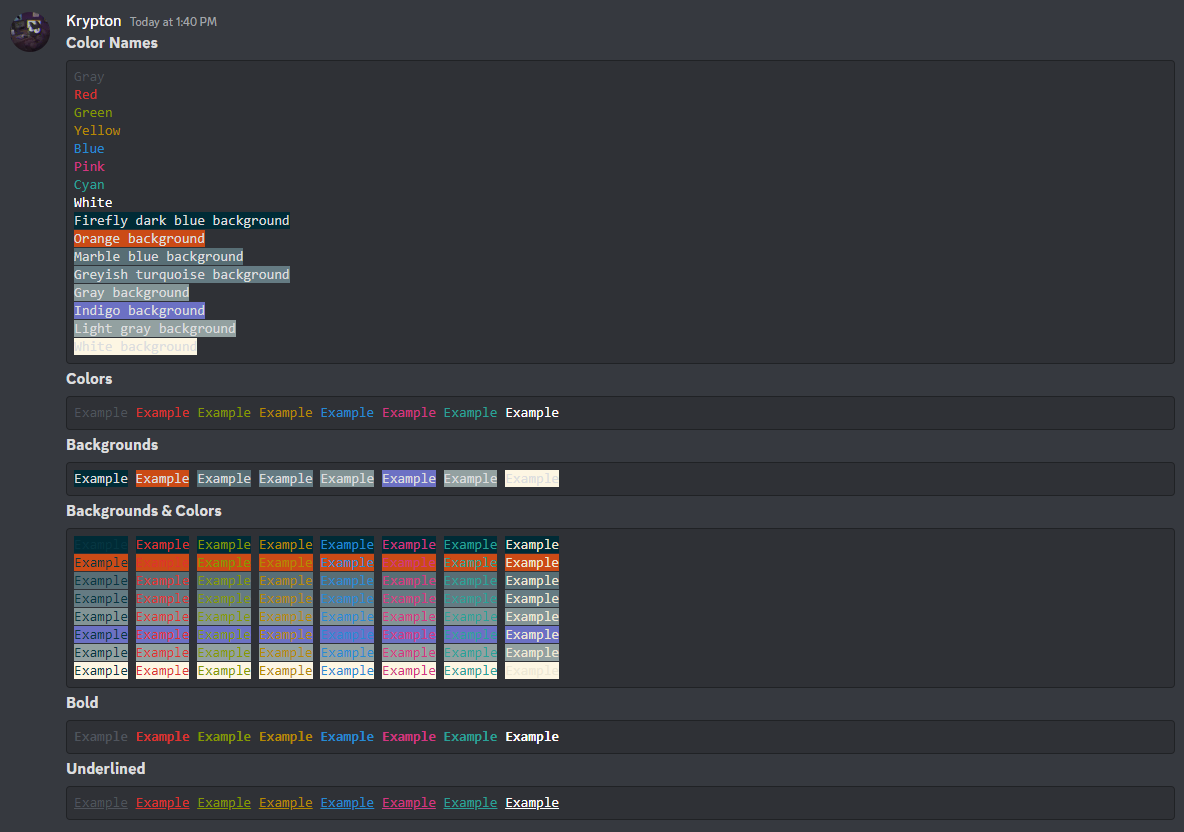 Krypton Today at 1:40 PM
Color Names
Gray
Red
Green
Yellow
Blue
Pink
Cyan
White
Firefly dark blue background
Orange background
Marble blue background
Greyish turquoise background
Gray background
Indigo background
Light gray background
White background
Colors
Example Example Example Example Example Example Example Example
Backgrounds
Example Example Example Example Example Example Example Example
Backgrounds & Colors
Example Example Example Example Example Example Example Example
Example Example Example Example Example Example Example Example
Example Example Example Example Example Example Example Example
Example Example Example Example Example Example Example Example
Example Example Example Example Example Example Example Example
Example Example Example Example Example Example Example Example
Example Example Example Example Example Example Example Example
Example Example Example Example Example Example Example Example
Bold
Example Example Example Example Example Example Example Example
Underlined
Example Example Example Example Example Example Example Example